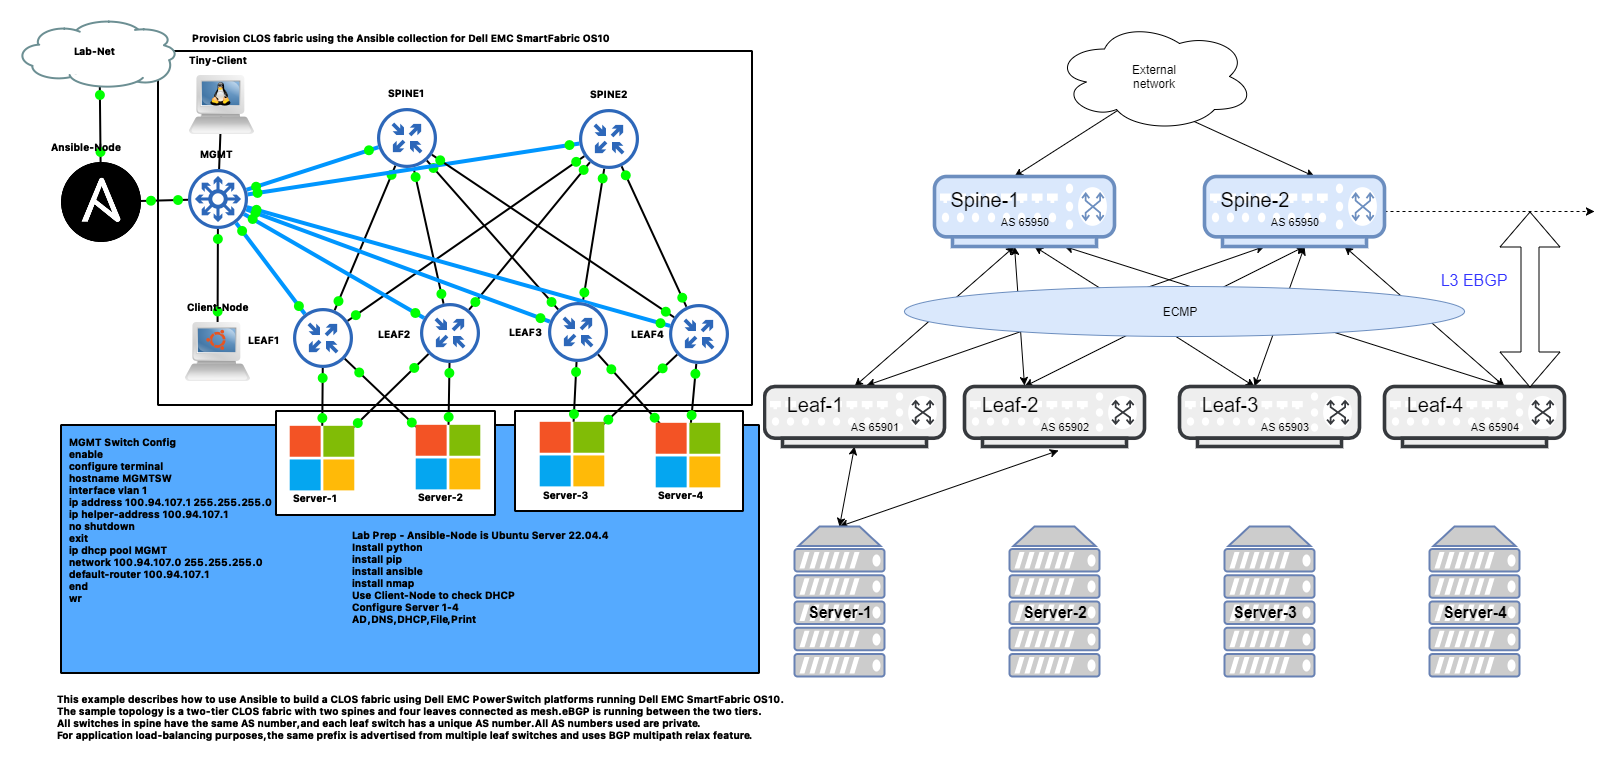 Provision CLOS fabric using the Ansible collection for Dell EMC SmartFabric OS10
Lab-Net
Tiny-Client
SPINE1
SPINE2
Ansible-Node
MGMT
Client-Node
LEAF1
LEAF2
LEAF3
LEAF4
MGMT Switch Config
enable
configure terminal
hostname MGMTSW
interface vlan 1
ip address 100.94.107.1 255.255.255.0
ip helper-address 100.94.107.1
no shutdown
exit
ip dhcp pool MGMT
network 100.94.107.0 255.255.255.0
default-router 100.94.107.1
end
wr
Server-1
Server-2
Server-3
Server-4
Lab Prep - Ansible-Node is Ubuntu Server 22.04.4
Install python
install pip
install ansible
install nmap
Use Client-Node to check DHCP
Configure Server 1-4
AD,DNS,DHCP,File,Print
This example describes how to use Ansible to build a CLOS fabric using Dell EMC PowerSwitch platforms running Dell EMC SmartFabric OS10.
The sample topology is a two-tier CLOS fabric with two spines and four leaves connected as mesh.eBGP is running between the two tiers.
All switches in spine have the same AS number,and each leaf switch has a unique AS number.All AS numbers used are private.
For application load-balancing purposes,the same prefix is advertised from multiple leaf switches and uses BGP multipath relax feature.
External
network
Spine-1
AS 65950
Spine-2
AS 65950
L3 EBGP
ECMP
Leaf-1
AS 65901
Leaf-2
AS 65902
Leaf-3
AS 65903
Leaf-4
AS 65904
Server-1
Server-2
Server-3
Server-4